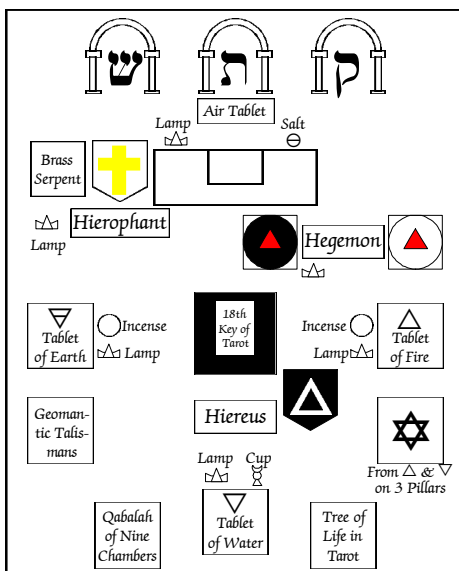 ש ת ק
Air Tablet
Lamp
Salt
Brass
Serpent
Hierophant
Lamp
Hegemon
Tablet
of Earth
Incense
Lamp
18th
Key of
Tarot
Incense
Lamp
Tablet
of Fire
Geoman-
tic Talis-
mans
Hiereus
From △ & ▽
on 3 Pillars
Lamp
Cup
Qabalah
of Nine
Chambers
Tablet
of Water
Tree of
Life in
Tarot